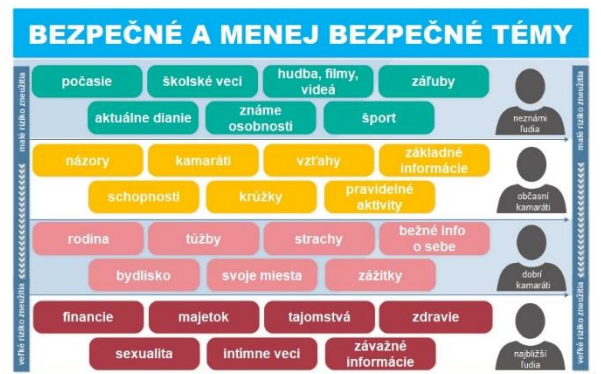 BEZPEČNÉ A MENEJ BEZPEČNÉ TÉMY
malé riziko zneužitia
veľké riziko zneužitia
počasie
školské veci
hudba, filmy,
videá
záľuby
aktuálne dianie
známe
osobnosti
šport
neznámi
ľudia
názory
kamaráti
vzťahy
základné
informácie
schopnosti
krúžky
pravidelné
aktivity
občasní
kamaráti
rodina
túžby
strachy
bežné info
o sebe
bydlisko
svoje miesta
zážitky
dobrí
kamaráti
financie
majetok
tajomstvá
zdravie
sexualita
intímne veci
závažné
informácie
najbližší
ľudia
malé riziko zneužitia
veľké riziko zneužitia